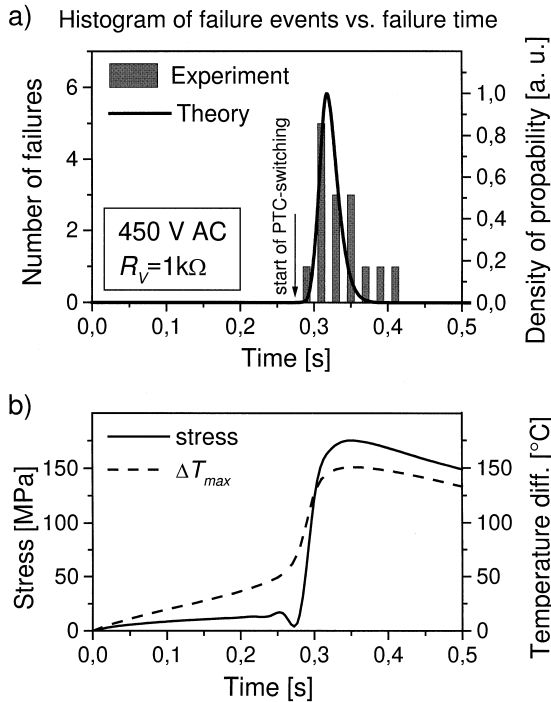 a) Histogram of failure events vs. failure time
Number of failures
6
4
2
0
Experiment
Theory
450 V AC
R_V=1kΩ
start of PTC-switching
1,0
0,8
0,6
0,4
0,2
0,0
Density of propability [a. u.]
0,0 0,1 0,2 0,3 0,4 0,5
Time [s]
b)
Stress [MPa]
150
100
50
0
stress
ΔT_max
150
100
50
0
Temperature diff. [°C]
0,0 0,1 0,2 0,3 0,4 0,5
Time [s]